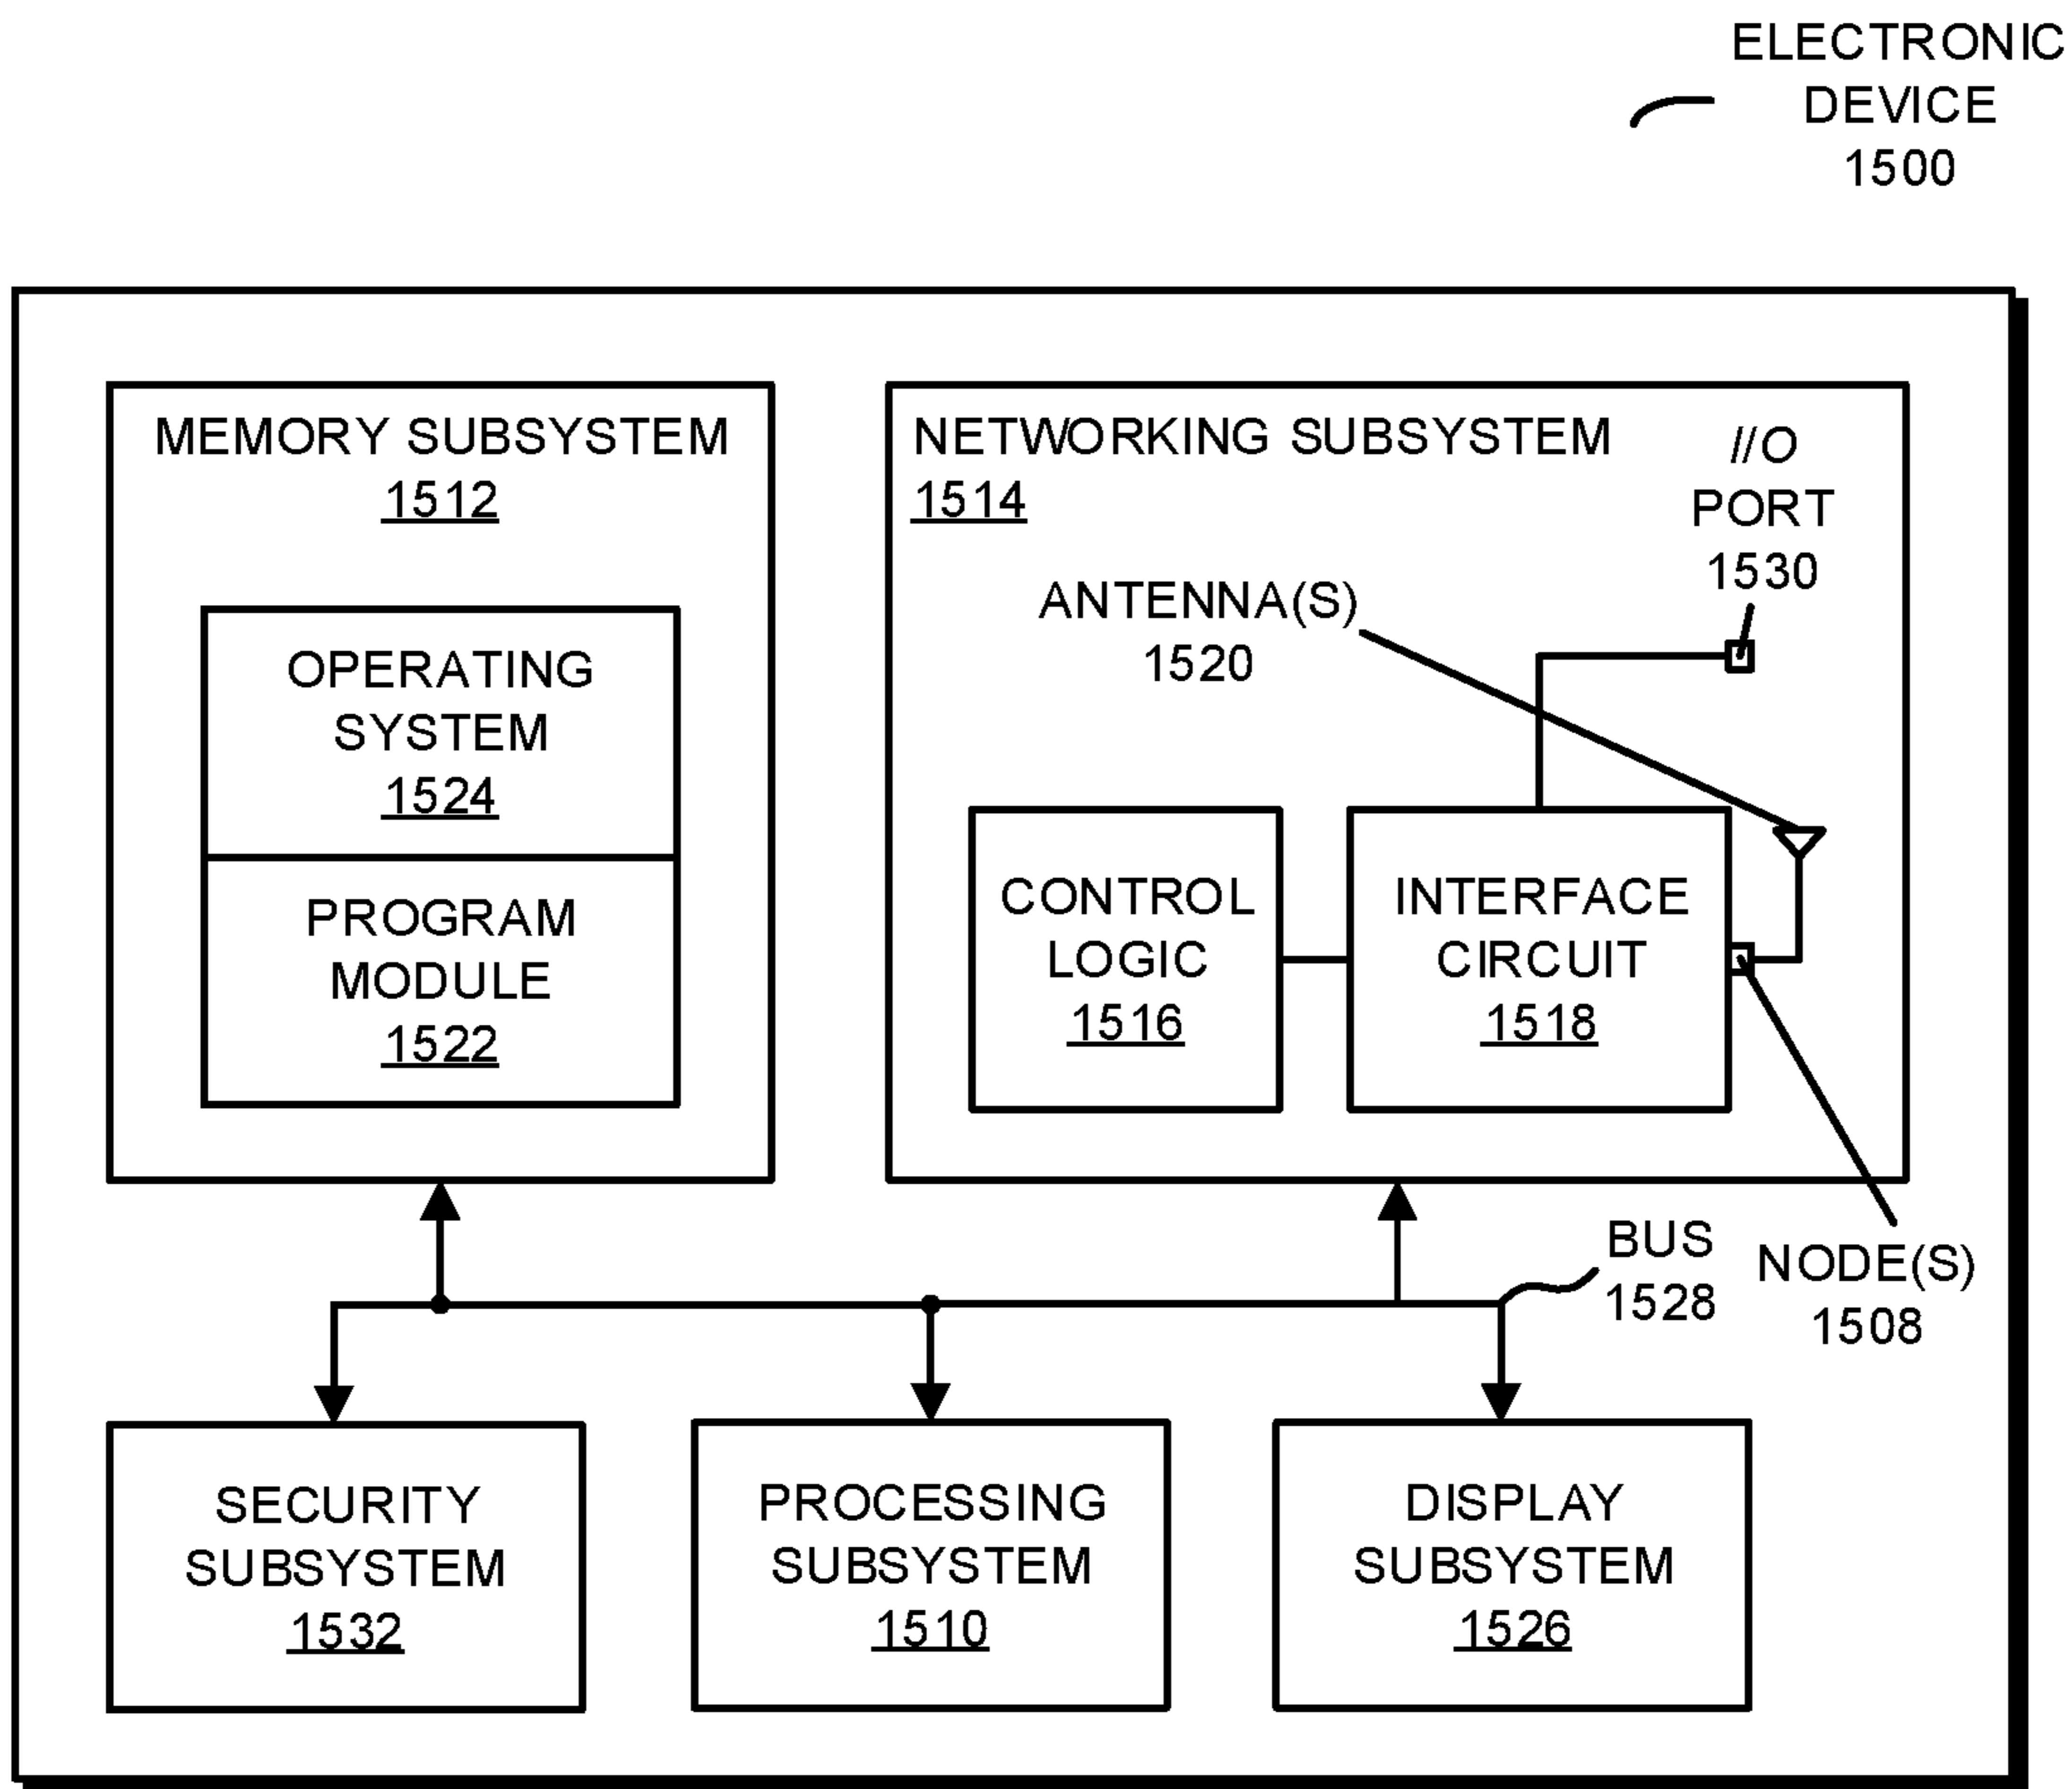 ELECTRONIC
DEVICE
1500
MEMORY SUBSYSTEM
1512
OPERATING
SYSTEM
1524
PROGRAM
MODULE
1522
NETWORKING SUBSYSTEM
1514
I/O
PORT
1530
ANTENNA(S)
1520
CONTROL
LOGIC
1516
INTERFACE
CIRCUIT
1518
BUS
1528
NODE(S)
1508
SECURITY
SUBSYSTEM
1532
PROCESSING
SUBSYSTEM
1510
DISPLAY
SUBSYSTEM
1526